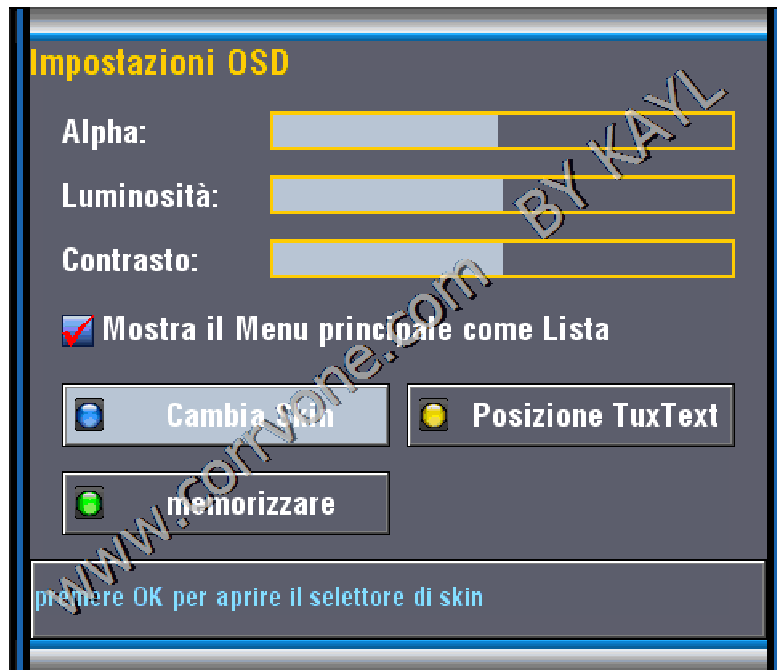 Impostazioni OSD
Alpha:
Luminosità:
Contrasto:
Mostra il Menu principale come Lista
Cambia Skin
Posizione TuxText
memorizzare
premere OK per aprire il selettore di skin
www.corryone.com BY KAYL